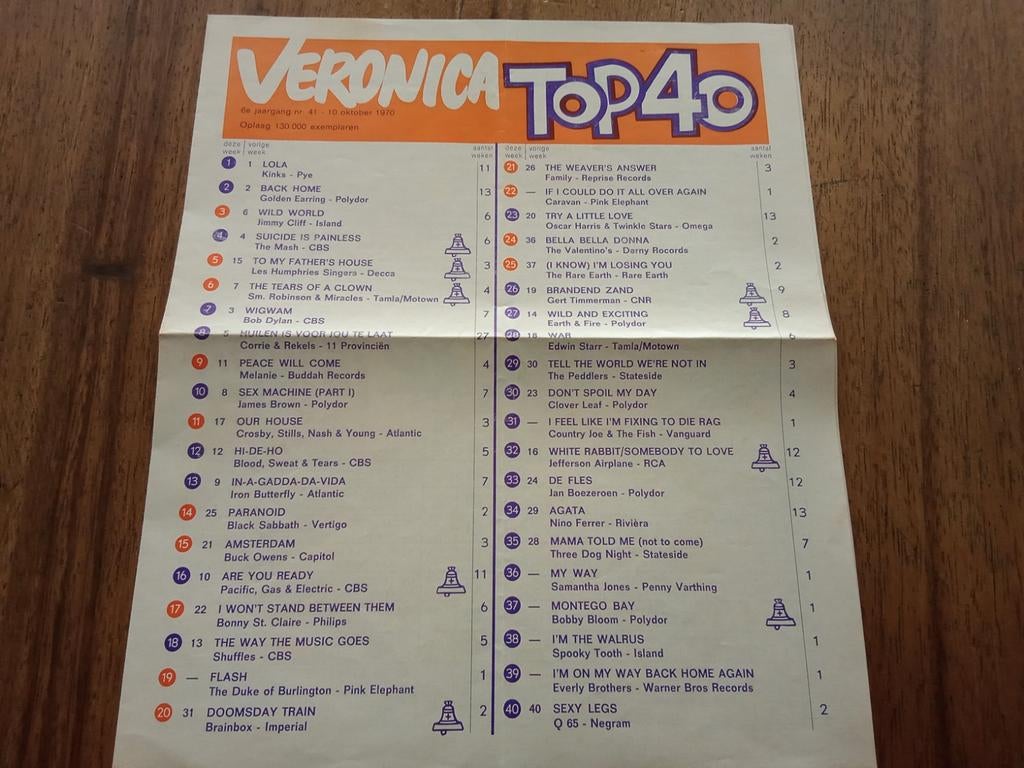 VERONICA TOP 40
6e jaargang nr. 41 - 10 oktober 1970
Oplaag 130.000 exemplaren
deze week | vorige week aantal weken
1 1 LOLA 11
Kinks - Pye
2 2 BACK HOME 13
Golden Earring - Polydor
3 6 WILD WORLD 6
Jimmy Cliff - Island
4 4 SUICIDE IS PAINLESS 6
The Mash - CBS
5 15 TO MY FATHER'S HOUSE 3
Les Humphries Singers - Decca
6 7 THE TEARS OF A CLOWN 4
Sm. Robinson & Miracles - Tamla/Motown
7 3 WIGWAM 7
Bob Dylan - CBS
8 5 HUILEN IS VOOR JOU TE LAAT 27
Corrie & Rekels - 11 Provinciën
9 11 PEACE WILL COME 4
Melanie - Buddah Records
10 8 SEX MACHINE (PART I) 7
James Brown - Polydor
11 17 OUR HOUSE 3
Crosby, Stills, Nash & Young - Atlantic
12 12 HI-DE-HO 5
Blood, Sweat & Tears - CBS
13 9 IN-A-GADDA-DA-VIDA 7
Iron Butterfly - Atlantic
14 25 PARANOID 2
Black Sabbath - Vertigo
15 21 AMSTERDAM 3
Buck Owens - Capitol
16 10 ARE YOU READY 11
Pacific, Gas & Electric - CBS
17 22 I WON'T STAND BETWEEN THEM 6
Bonny St. Claire - Philips
18 13 THE WAY THE MUSIC GOES 5
Shuffles - CBS
19 — FLASH 1
The Duke of Burlington - Pink Elephant
20 31 DOOMSDAY TRAIN 2
Brainbox - Imperial
deze week | vorige week aantal weken
21 26 THE WEAVER'S ANSWER 3
Family - Reprise Records
22 — IF I COULD DO IT ALL OVER AGAIN 1
Caravan - Pink Elephant
23 20 TRY A LITTLE LOVE 13
Oscar Harris & Twinkle Stars - Omega
24 36 BELLA BELLA DONNA 2
The Valentino's - Darny Rocords
25 37 (I KNOW) I'M LOSING YOU 2
The Rare Earth - Rare Earth
26 19 BRANDEND ZAND 9
Gert Timmerman - CNR
27 14 WILD AND EXCITING 8
Earth & Fire - Polydor
28 18 WAR 6
Edwin Starr - Tamla/Motown
29 30 TELL THE WORLD WE'RE NOT IN 3
The Peddlers - Stateside
30 23 DON'T SPOIL MY DAY 4
Clover Leaf - Polydor
31 — I FEEL LIKE I'M FIXING TO DIE RAG 1
Country Joe & The Fish - Vanguard
32 16 WHITE RABBIT/SOMEBODY TO LOVE 12
Jefferson Airplane - RCA
33 24 DE FLES 12
Jan Boezeroen - Polydor
34 29 AGATA 13
Nino Ferrer - Rivièra
35 28 MAMA TOLD ME (not to come) 7
Three Dog Night - Stateside
36 — MY WAY 1
Samantha Jones - Penny Varthing
37 — MONTEGO BAY 1
Bobby Bloom - Polydor
38 — I'M THE WALRUS 1
Spooky Tooth - Island
39 — I'M ON MY WAY BACK HOME AGAIN 1
Everly Brothers - Warner Bros Records
40 40 SEXY LEGS 2
Q 65 - Negram